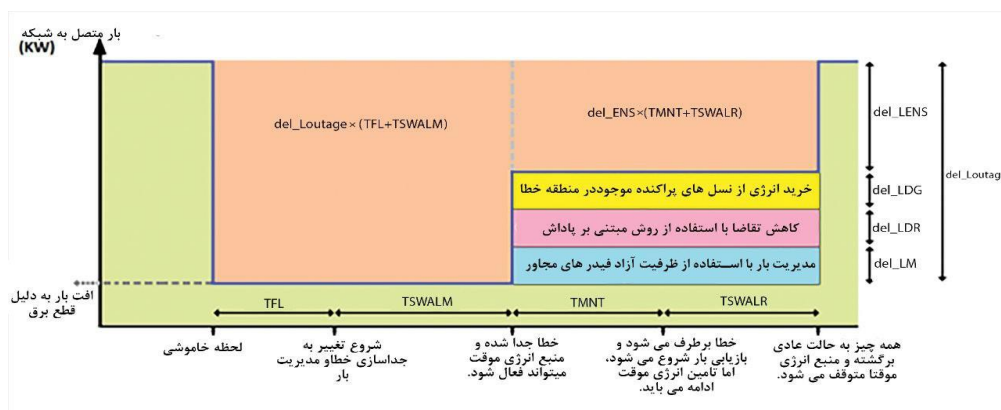 بار متصل به شبکه
(KW)
del_Loutage×(TFL+TSWALM)
del_ENS×(TMNT+TSWALR)
del_LENS
del_Loutag
خرید انرژی از نسل های پراکنده موجوددر منطقه خطا
del_LDG
کاهش تقاضا با استفاده از روش مبتنی بر پاداش
del_LDR
مدیریت بار با استفاده از ظرفیت آزاد فیدر های مجاور
del_LM
افت بار به دلیل
قطع برق
TFL
TSWALM
TMNT
TSWALR
لحظه خاموشی
شروع تغییر به
جداسازی خطاو مدیریت
بار
خطا جدا شده و
منبع انرژی موقت
میتواند فعال شود.
خطا برطرف می شود و
بازیابی بار شروع می شود،
اما تامین انرژی موقت
ادامه می باید.
همه چیز به حالت عادی
برگشته و منبع انرژی
موقتا متوقف می شود.